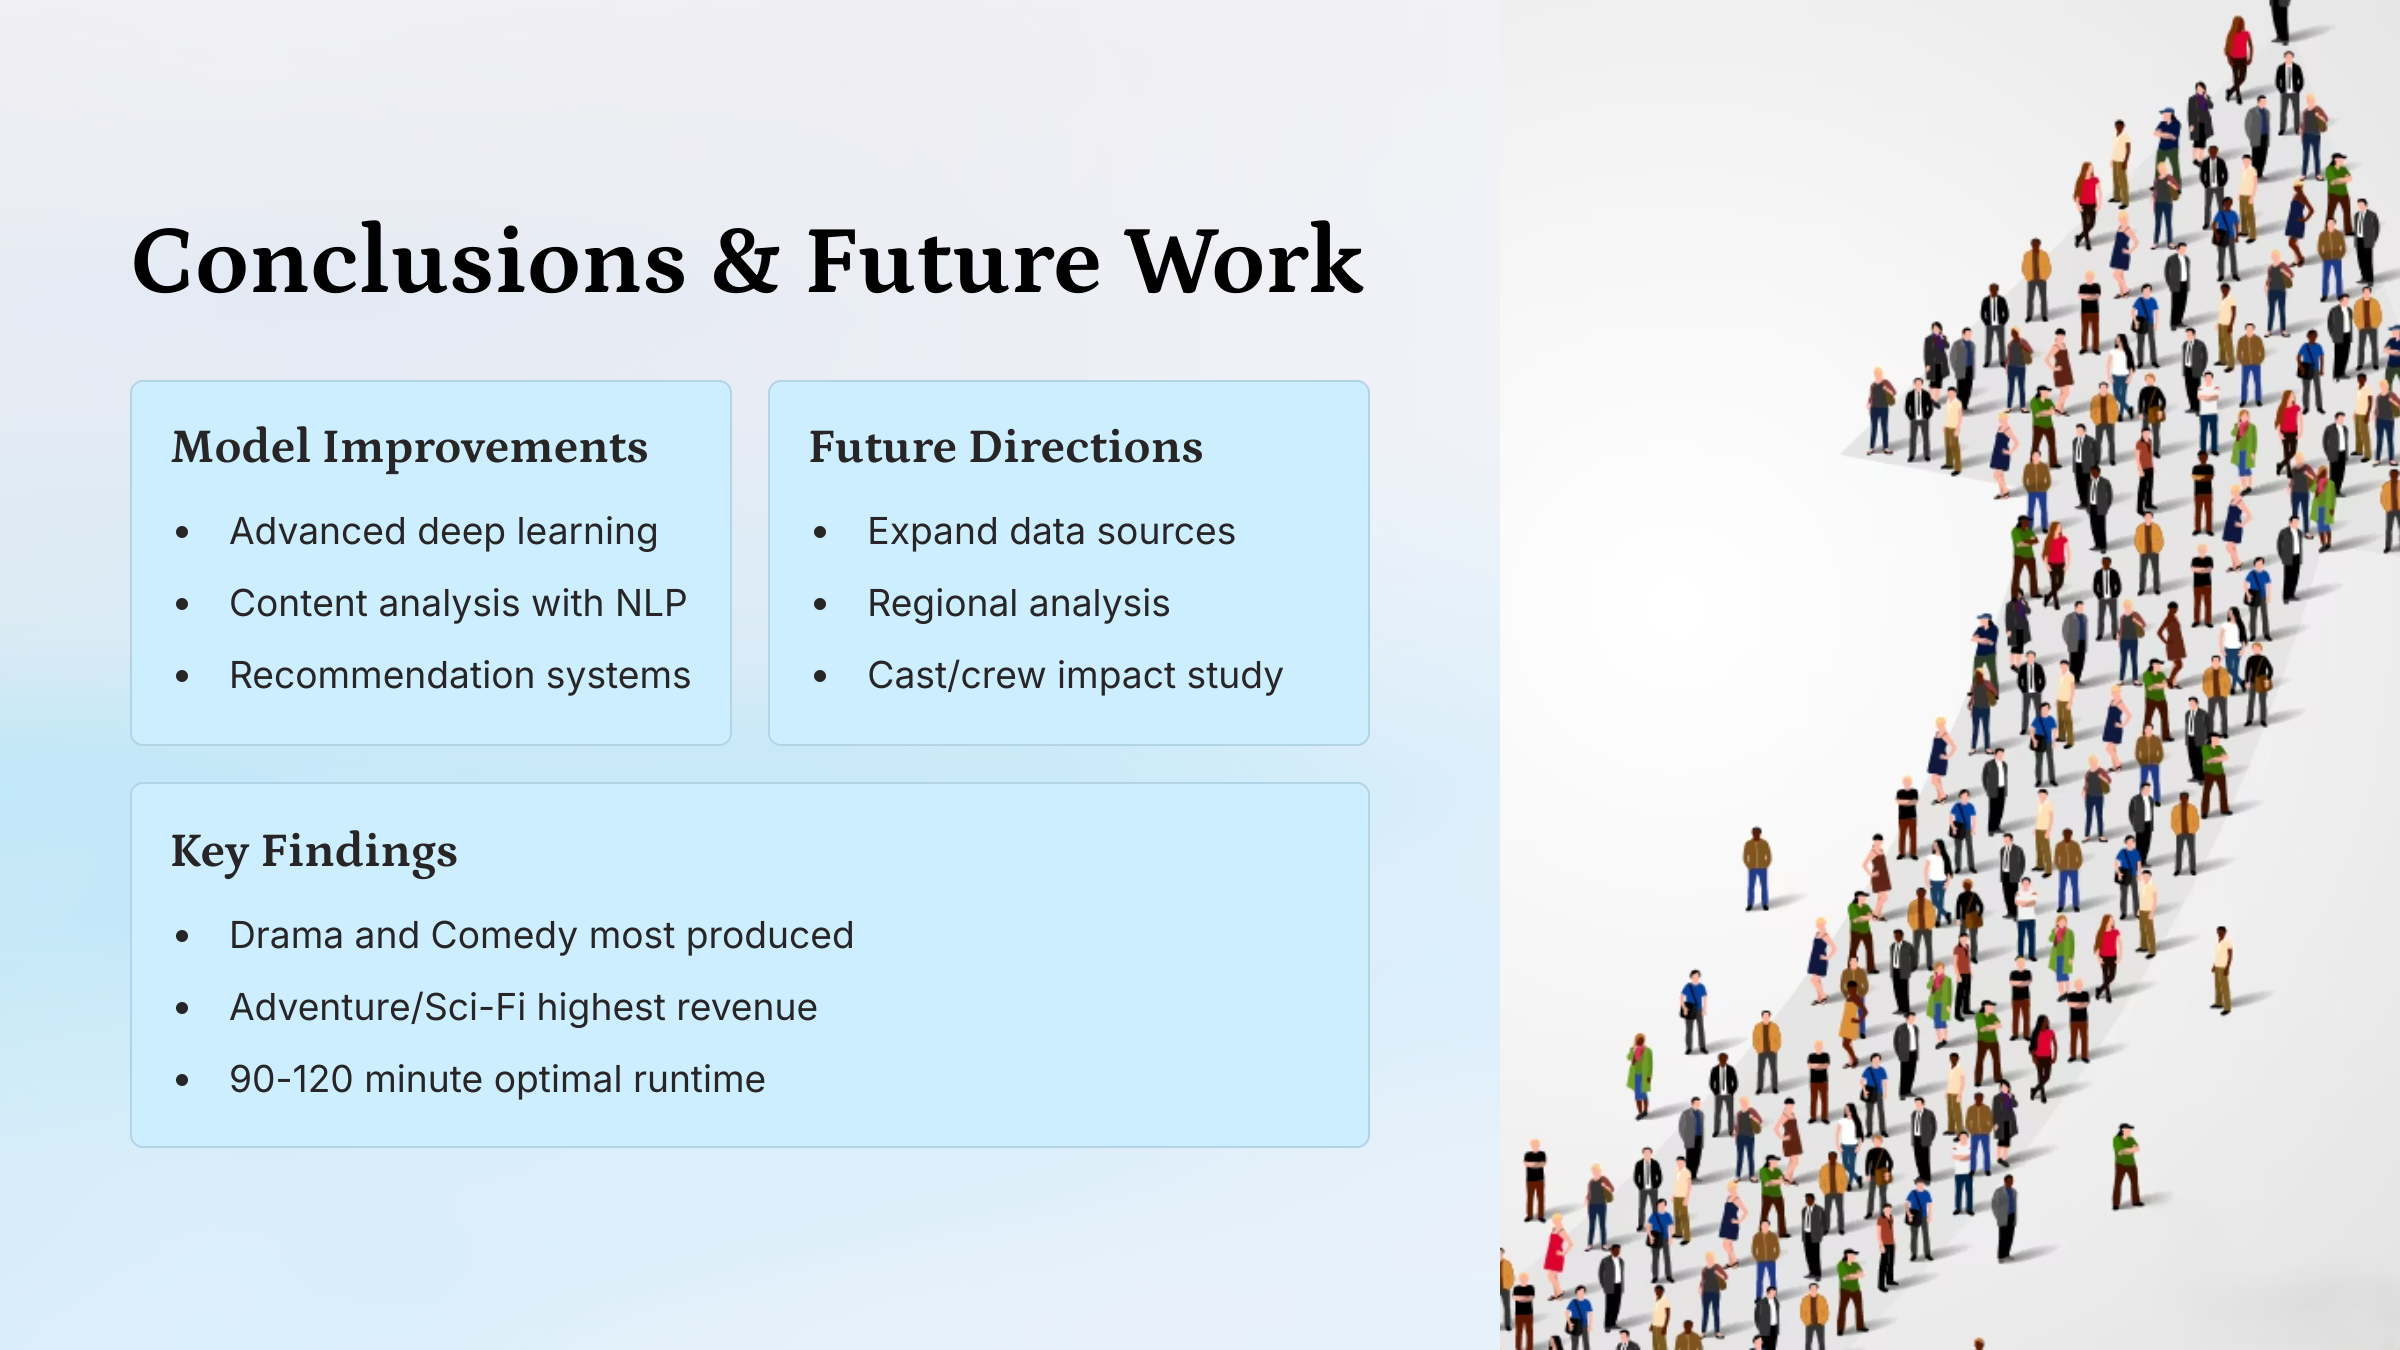 Conclusions & Future Work
Model Improvements
• Advanced deep learning
• Content analysis with NLP
• Recommendation systems
Future Directions
• Expand data sources
• Regional analysis
• Cast/crew impact study
Key Findings
• Drama and Comedy most produced
• Adventure/Sci-Fi highest revenue
• 90-120 minute optimal runtime